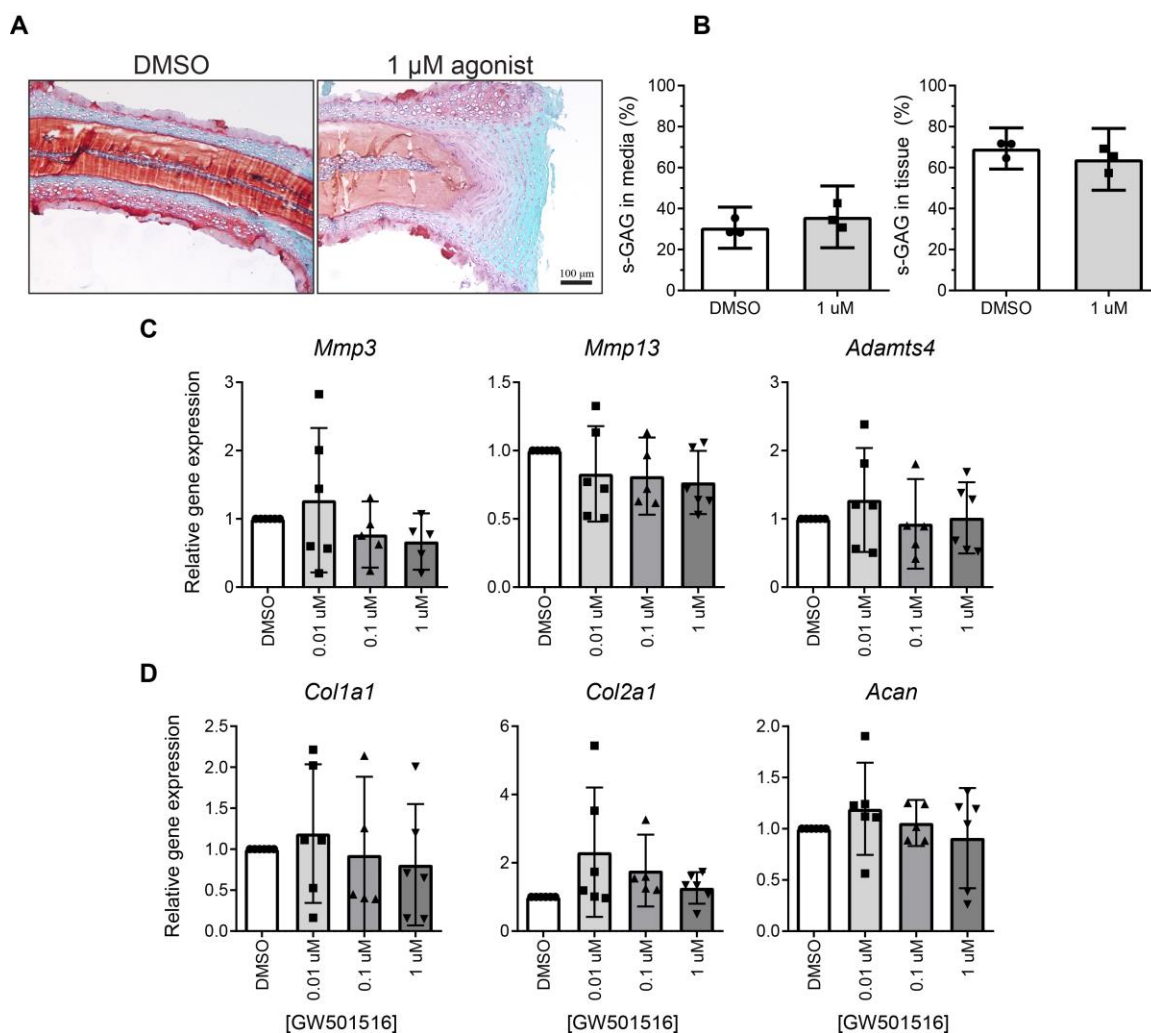 A
DMSO
1 µM agonist
100 µm
B
s-GAG in media (%)
100
80
60
40
20
0
DMSO
1 uM
s-GAG in tissue (%)
100
80
60
40
20
0
DMSO
1 uM
C
Mmp3
Relative gene expression
3
2
1
0
DMSO
0.01 uM
0.1 uM
1 uM
Mmp13
1.5
1.0
0.5
0.0
DMSO
0.01 uM
0.1 uM
1 uM
Adamts4
3
2
1
0
DMSO
0.01 uM
0.1 uM
1 uM
D
Col1a1
Relative gene expression
2.5
2.0
1.5
1.0
0.5
0.0
DMSO
0.01 uM
0.1 uM
1 uM
[GW501516]
Col2a1
6
4
2
0
DMSO
0.01 uM
0.1 uM
1 uM
[GW501516]
Acan
2.0
1.5
1.0
0.5
0.0
DMSO
0.01 uM
0.1 uM
1 uM
[GW501516]